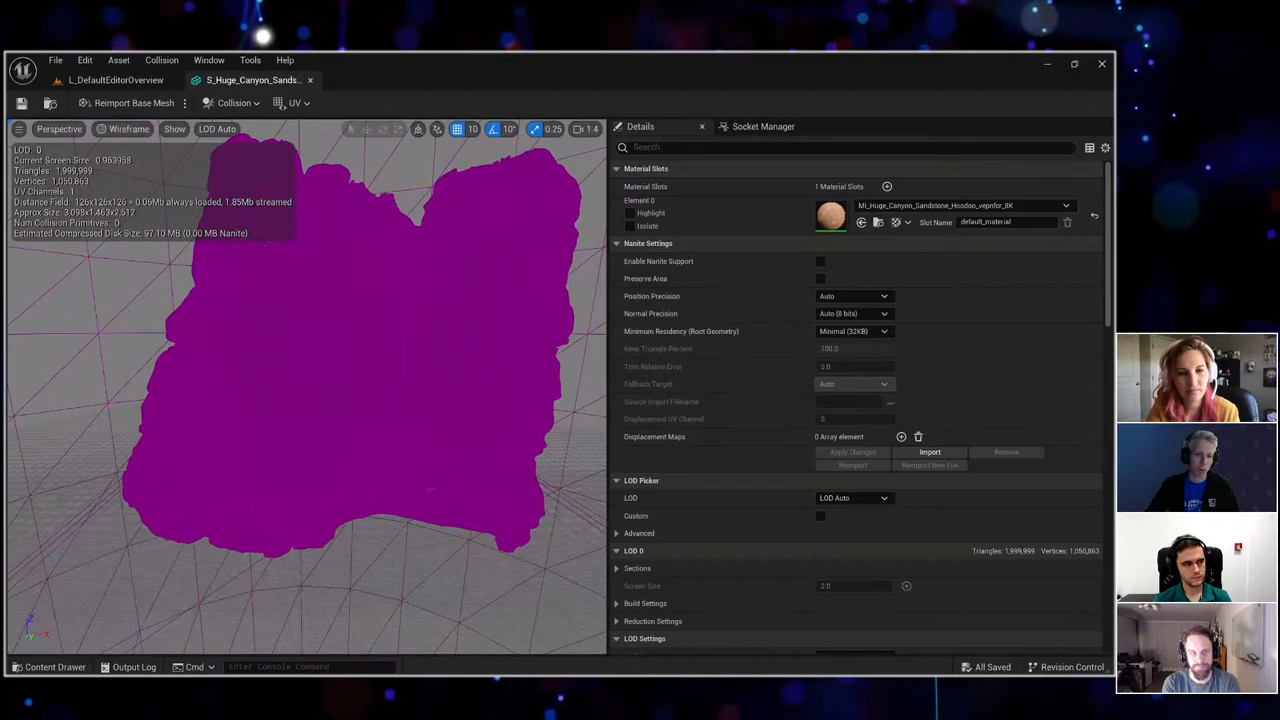 File Edit Asset Collision Window Tools Help
L_DefaultEditorOverview S_Huge_Canyon_Sands...
Reimport Base Mesh Collision UV
Perspective Wireframe Show LOD Auto 10 10° 0.25 1.4
LOD: 0
Current Screen Size: 0.963958
Triangles: 1,999,999
Vertices: 1,050,863
UV Channels: 1
Distance Field: 126x126x126 = 0.06Mb always loaded, 1.85Mb streamed
Approx Size: 3,098x1,463x2,512
Num Collision Primitives: 0
Estimated Compressed Disk Size: 97.10 MB (0.00 MB Nanite)
Z
X
Y
Details Socket Manager
Search
Material Slots
Material Slots 1 Material Slots
Element 0 MI_Huge_Canyon_Sandstone_Hoodoo_vepnfcr_8K
Highlight
Isolate Slot Name default_material
Nanite Settings
Enable Nanite Support
Preserve Area
Position Precision Auto
Normal Precision Auto (8 bits)
Minimum Residency (Root Geometry) Minimal (32KB)
Keep Triangle Percent 100.0
Trim Relative Error 0.0
Fallback Target Auto
Source Import Filename ...
Displacement UV Channel 0
Displacement Maps 0 Array element
Apply Changes Import Remove
Reimport Reimport New File
LOD Picker
LOD LOD Auto
Custom
Advanced
LOD 0 Triangles: 1,999,999 Vertices: 1,050,863
Sections
Screen Size 2.0
Build Settings
Reduction Settings
LOD Settings
Content Drawer Output Log Cmd Enter Console Command All Saved Revision Control